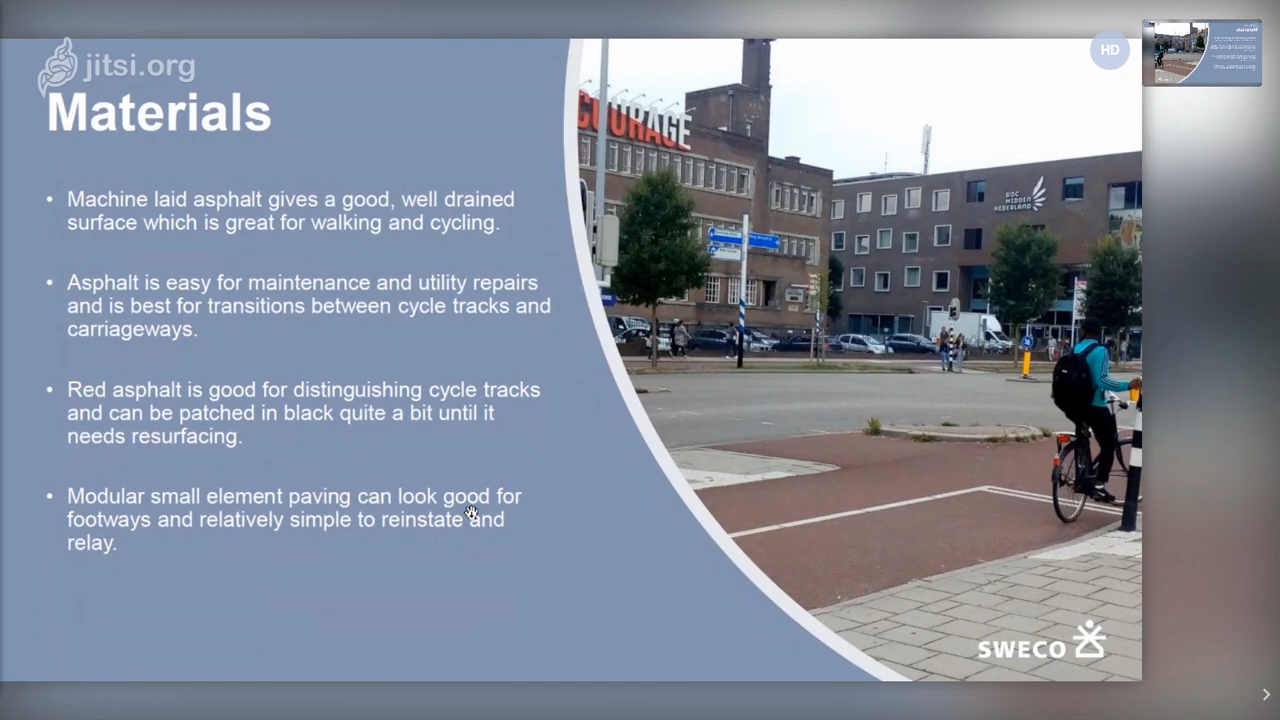 jitsi.org
HD
Materials
• Machine laid asphalt gives a good, well drained
surface which is great for walking and cycling.
• Asphalt is easy for maintenance and utility repairs
and is best for transitions between cycle tracks and
carriageways.
• Red asphalt is good for distinguishing cycle tracks
and can be patched in black quite a bit until it
needs resurfacing.
• Modular small element paving can look good for
footways and relatively simple to reinstate and
relay.
COURAGE
ROC
MIDDEN
NEDERLAND
SWECO